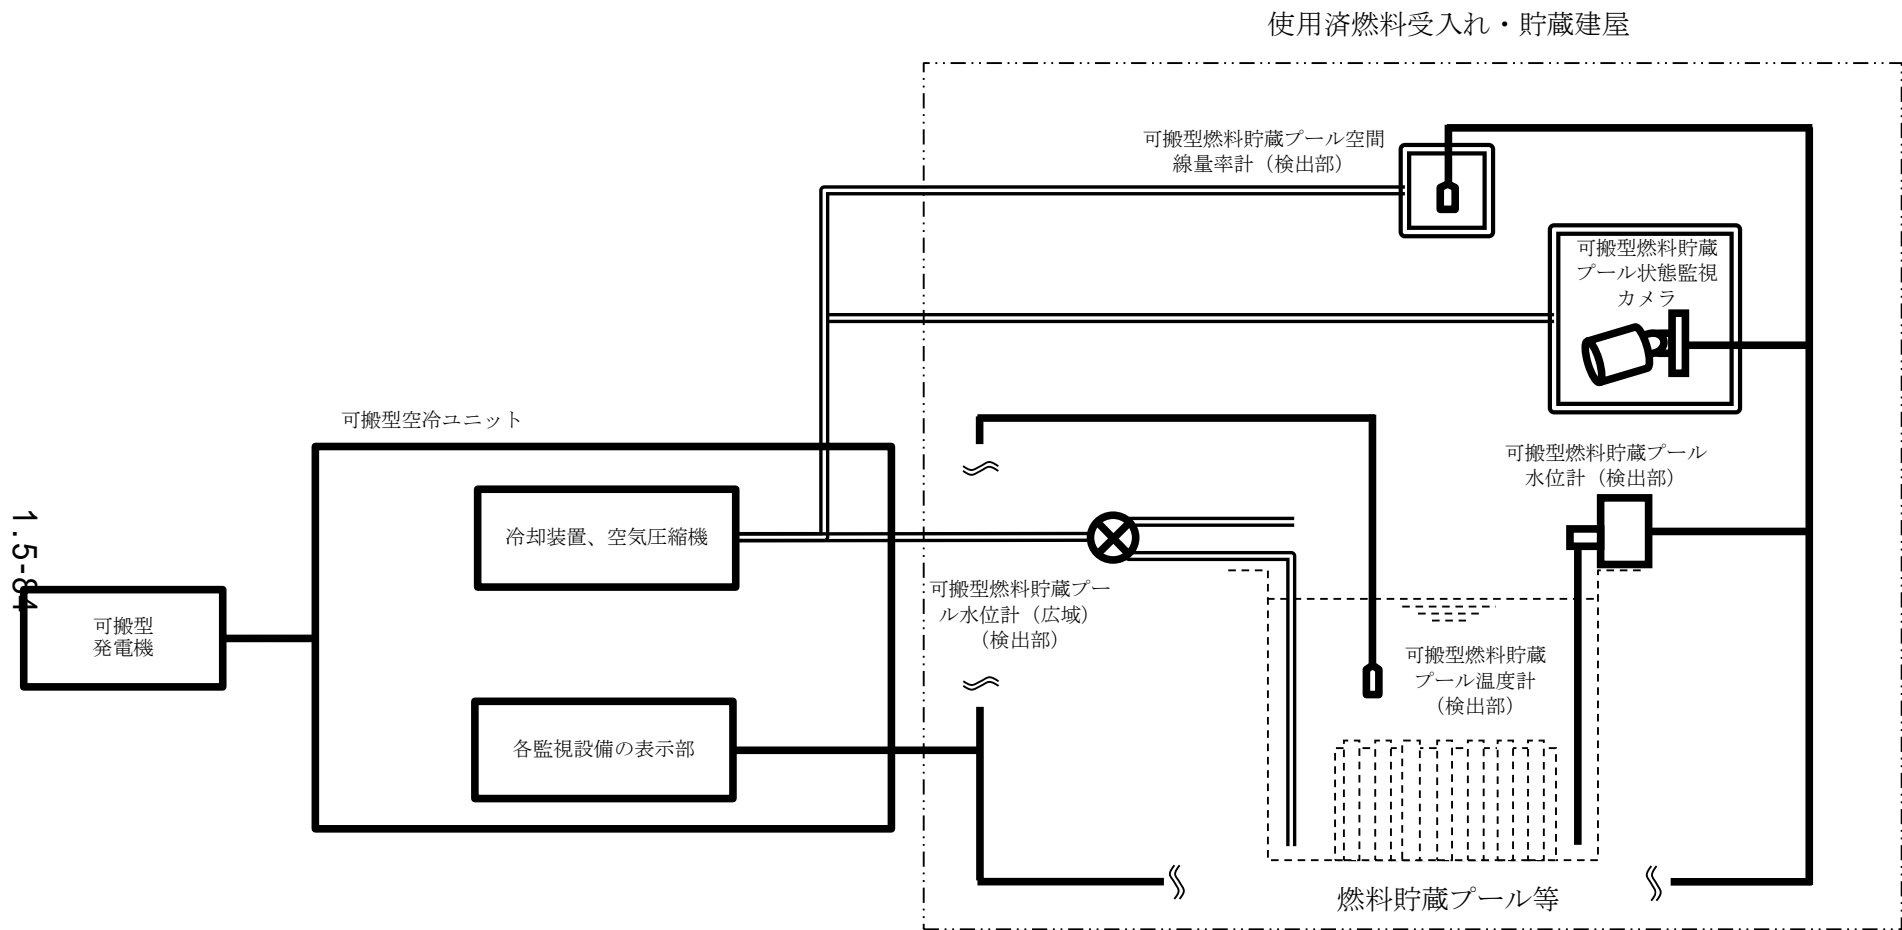 使用済燃料受入れ・貯蔵建屋
可搬型燃料貯蔵プール空間
線量率計（検出部）
可搬型燃料貯蔵
プール状態監視
カメラ
可搬型空冷ユニット
可搬型燃料貯蔵プール
水位計（検出部）
冷却装置、空気圧縮機
1.5-84
可搬型
発電機
可搬型燃料貯蔵プー
ル水位計（広域）
（検出部）
可搬型燃料貯蔵
プール温度計
（検出部）
各監視設備の表示部
燃料貯蔵プール等